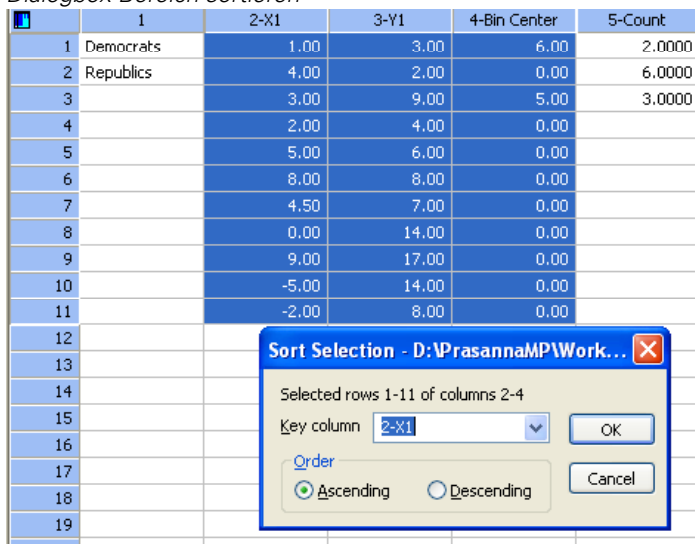 Dialogbox Bereich sortieren
1 2-X1 3-Y1 4-Bin Center 5-Count
1 Democrats 1.00 3.00 6.00 2.0000
2 Republics 4.00 2.00 0.00 6.0000
3 3.00 9.00 5.00 3.0000
4 2.00 4.00 0.00
5 5.00 6.00 0.00
6 8.00 8.00 0.00
7 4.50 7.00 0.00
8 0.00 14.00 0.00
9 9.00 17.00 0.00
10 -5.00 14.00 0.00
11 -2.00 8.00 0.00
12
13
14
15
16
17
18
19
Sort Selection - D:\PrasannaMP\Work...
Selected rows 1-11 of columns 2-4
Key column 2-X1 OK
Order
Ascending Descending Cancel